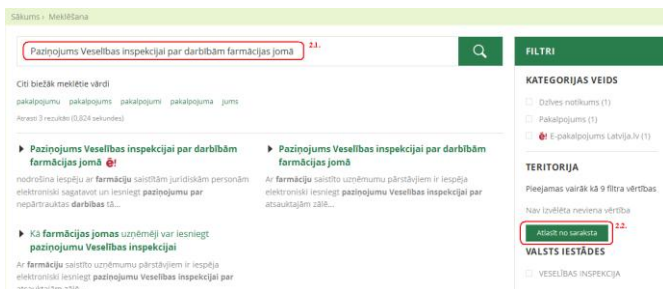 Sākums › Meklēšana
Paziņojums Veselības inspekcijai par darbībām farmācijas jomā
2.1.
Citi biežāk meklētie vārdi
pakalpojumu pakalpojums pakalpojumi pakalpojuma jums
Atrasti 3 rezultāti (0,824 sekundes)
Paziņojums Veselības inspekcijai par darbībām
farmācijas jomā ē!
nodrošina iespēju ar farmāciju saistītām juridiskām personām
elektroniski sagatavot un iesniegt paziņojumu par
nepārtrauktas darbības tā...
Paziņojums Veselības inspekcijai par darbībām
farmācijas jomā
Ar farmāciju saistīto uzņēmumu pārstāvjiem ir iespēja
elektroniski iesniegt paziņojumu Veselības inspekcijai par
atsauktajām zālē...
Kā farmācijas jomas uzņēmēji var iesniegt
paziņojumu Veselības inspekcijai
Ar farmāciju saistīto uzņēmumu pārstāvjiem ir iespēja
elektroniski iesniegt paziņojumu Veselības inspekcijai par
FILTRI
KATEGORIJAS VEIDS
Dzīves notikums (1)
Pakalpojums (1)
ē! E-pakalpojums Latvija.lv (1)
TERITORIJA
Pieejamas vairāk kā 9 filtra vērtības
Nav izvēlēta neviena vērtība
Atlasīt no saraksta
2.2.
VALSTS IESTĀDES
VESELĪBAS INSPEKCIJA